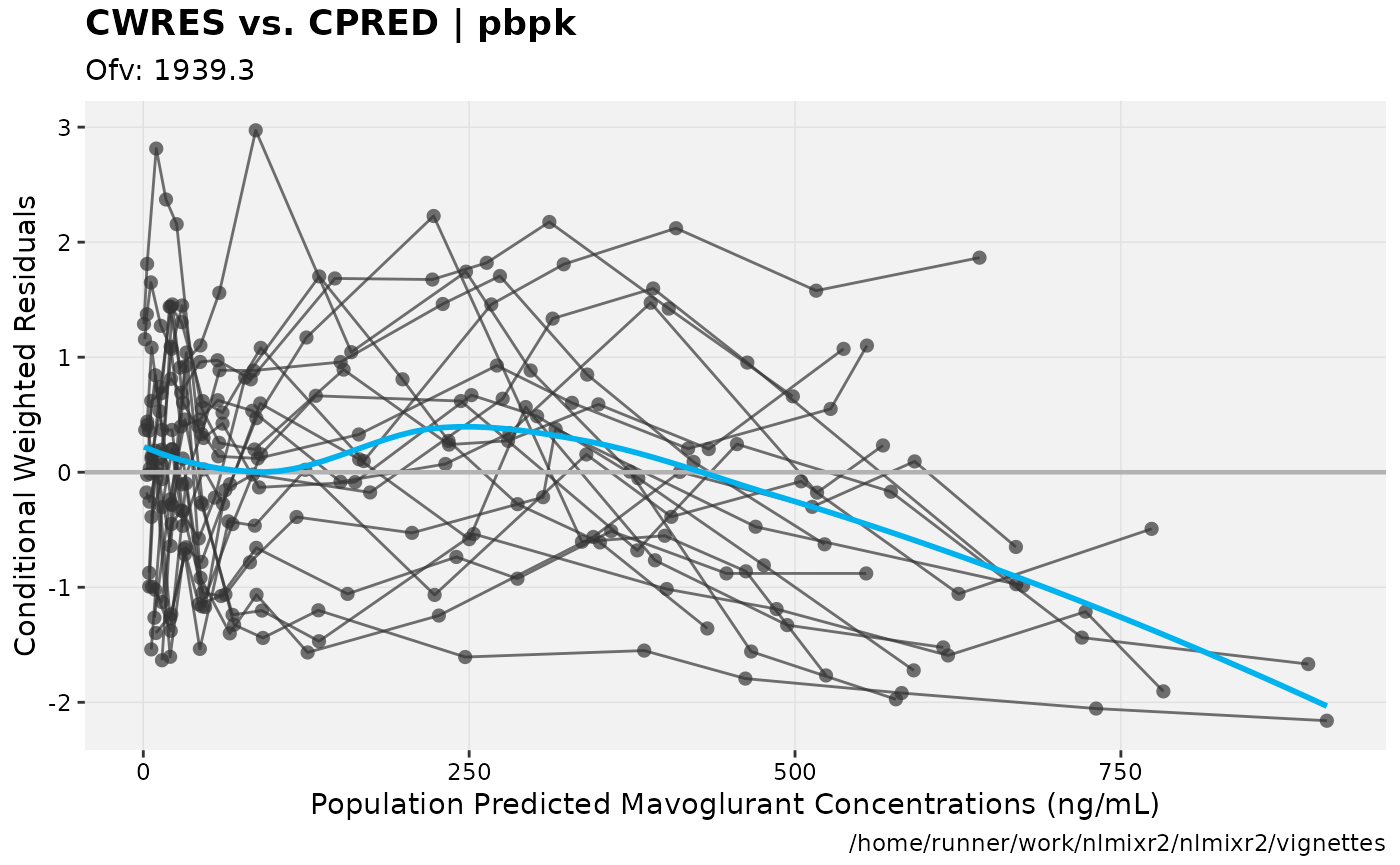 CWRES vs. CPRED | pbpk
Ofv: 1939.3
Conditional Weighted Residuals
3
2
1
0
-1
-2
0
250
500
750
Population Predicted Mavoglurant Concentrations (ng/mL)
/home/runner/work/nlmixr2/nlmixr2/vignettes